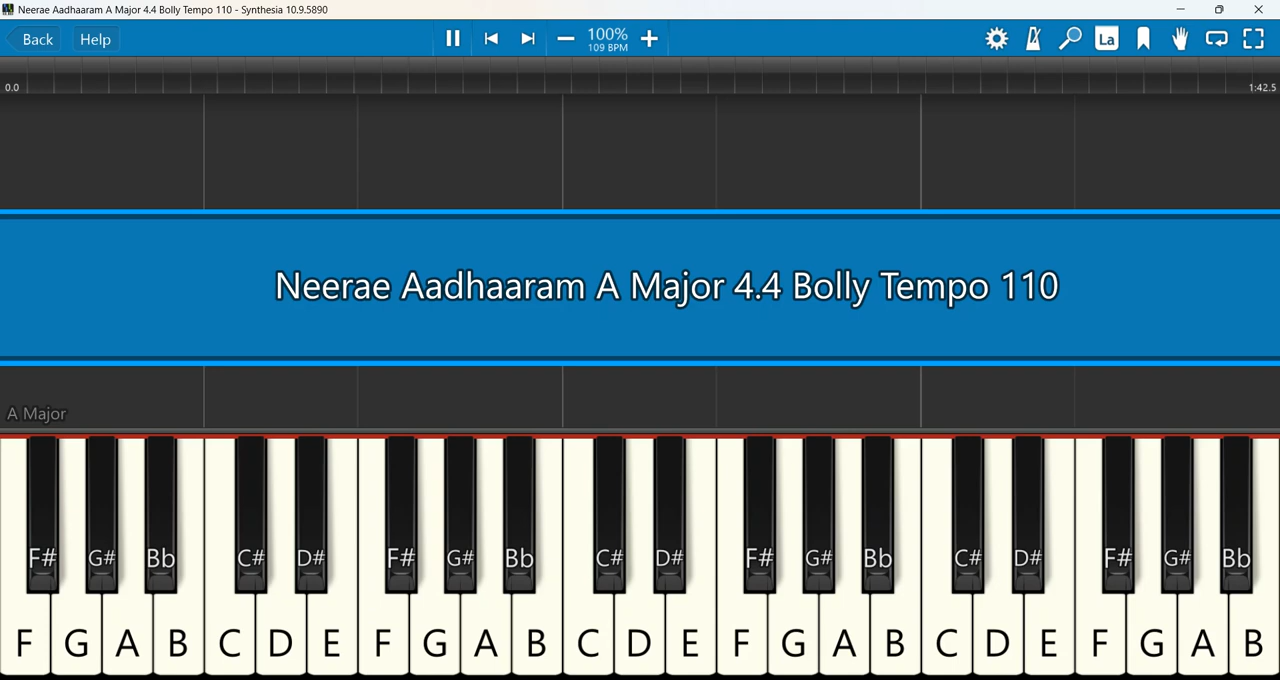 Neerae Aadhaaram A Major 4.4 Bolly Tempo 110 - Synthesia 10.9.5890
Back Help 100% La
109 BPM
0.0 1:42.5
Neerae Aadhaaram A Major 4.4 Bolly Tempo 110
A Major
F# G# Bb C# D# F# G# Bb C# D# F# G# Bb C# D# F# G# Bb
F G A B C D E F G A B C D E F G A B C D E F G A B